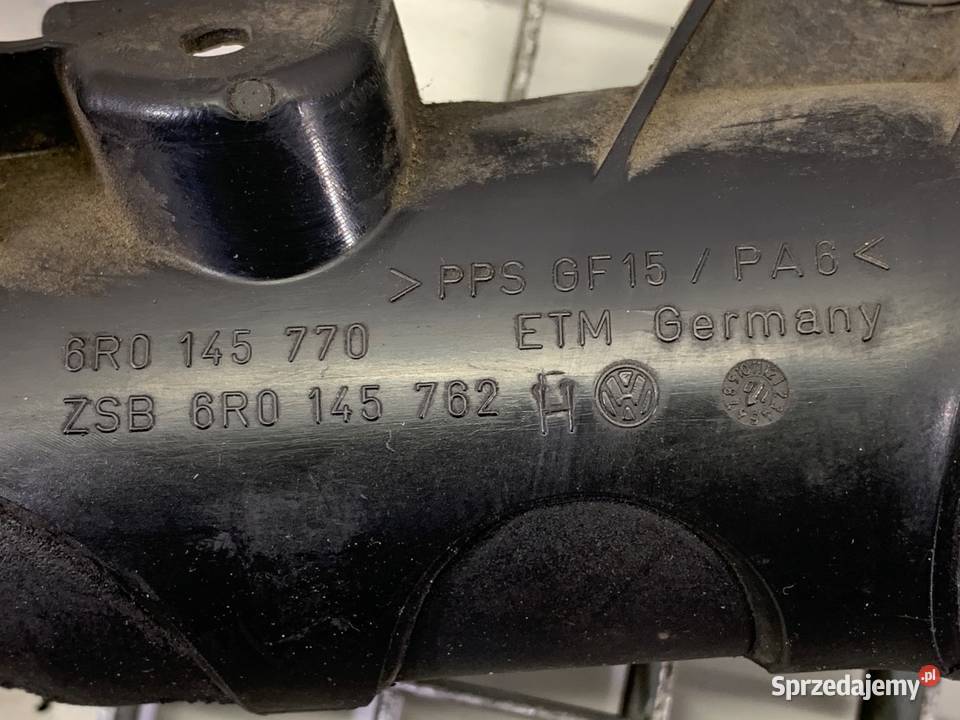 >PPS GF15 / PA6<
6R0 145 770 ETM Germany
ZSB 6R0 145 762 H
Sprzedajemy.pl